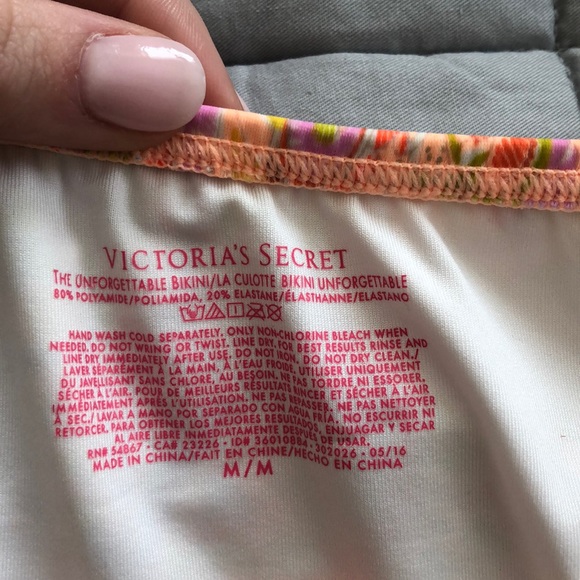 VICTORIA'S SECRET
THE UNFORGETTABLE BIKINI/LA CULOTTE BIKINI UNFORGETTABLE
80% POLYAMIDE/POLIAMIDA, 20% ELASTANE/ÉLASTHANNE/ELASTANO
HAND WASH COLD SEPARATELY. ONLY NON-CHLORINE BLEACH WHEN
NEEDED. DO NOT WRING OR TWIST. LINE DRY. FOR BEST RESULTS RINSE AND
LINE DRY IMMEDIATELY AFTER USE. DO NOT IRON. DO NOT DRY CLEAN./
LAVER SÉPARÉMENT À LA MAIN, À L'EAU FROIDE. UTILISER UNIQUEMENT
DU JAVELLISANT SANS CHLORE, AU BESOIN. NE PAS TORDRE NI ESSORER.
SÉCHER À L'AIR. POUR DE MEILLEURS RÉSULTATS RINCER ET SÉCHER À L'AIR
IMMÉDIATEMENT APRÈS L'UTILISATION. NE PAS REPASSER. NE PAS NETTOYER
À SEC./LAVAR A MANO POR SEPARADO CON AGUA FRÍA. NO ESCURRIR NI
RETORCER. PARA OBTENER LOS MEJORES RESULTADOS, ENJUAGAR Y SECAR
AL AIRE LIBRE INMEDIATAMENTE DESPUÉS DE USAR.
RN# 54867 - CA# 23226 - ID# 36010884 - 302026 - 05/16
MADE IN CHINA/FAIT EN CHINE/HECHO EN CHINA
M/M